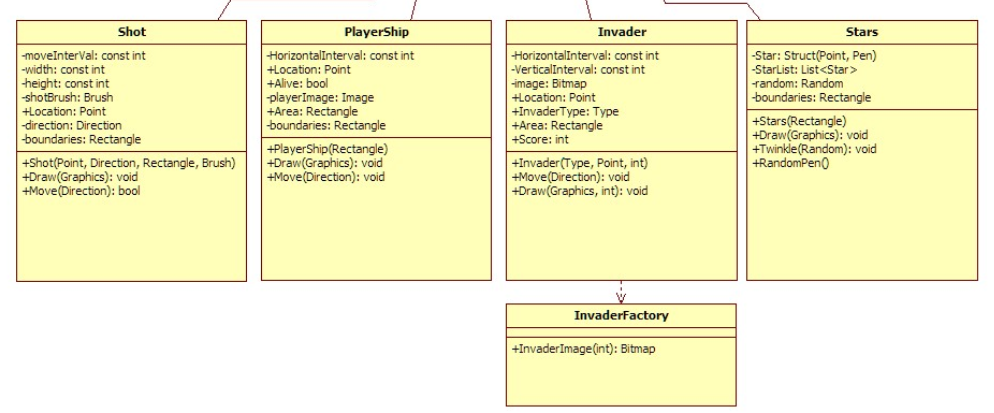 Shot
-moveInterVal: const int
-width: const int
-height: const int
-shotBrush: Brush
+Location: Point
-direction: Direction
-boundaries: Rectangle
+Shot(Point, Direction, Rectangle, Brush)
+Draw(Graphics): void
+Move(Direction): bool
PlayerShip
-HorizontalInterval: const int
+Location: Point
+Alive: bool
-playerImage: Image
+Area: Rectangle
-boundaries: Rectangle
+PlayerShip(Rectangle)
+Draw(Graphics): void
+Move(Direction): void
Invader
-HorizontalInterval: const int
-VerticalInterval: const int
-image: Bitmap
+Location: Point
+InvaderType: Type
+Area: Rectangle
+Score: int
+Invader(Type, Point, int)
+Move(Direction): void
+Draw(Graphics, int): void
Stars
-Star: Struct(Point, Pen)
-StarList: List<Star>
-random: Random
-boundaries: Rectangle
+Stars(Rectangle)
+Draw(Graphics): void
+Twinkle(Random): void
+RandomPen()
InvaderFactory
+InvaderImage(int): Bitmap